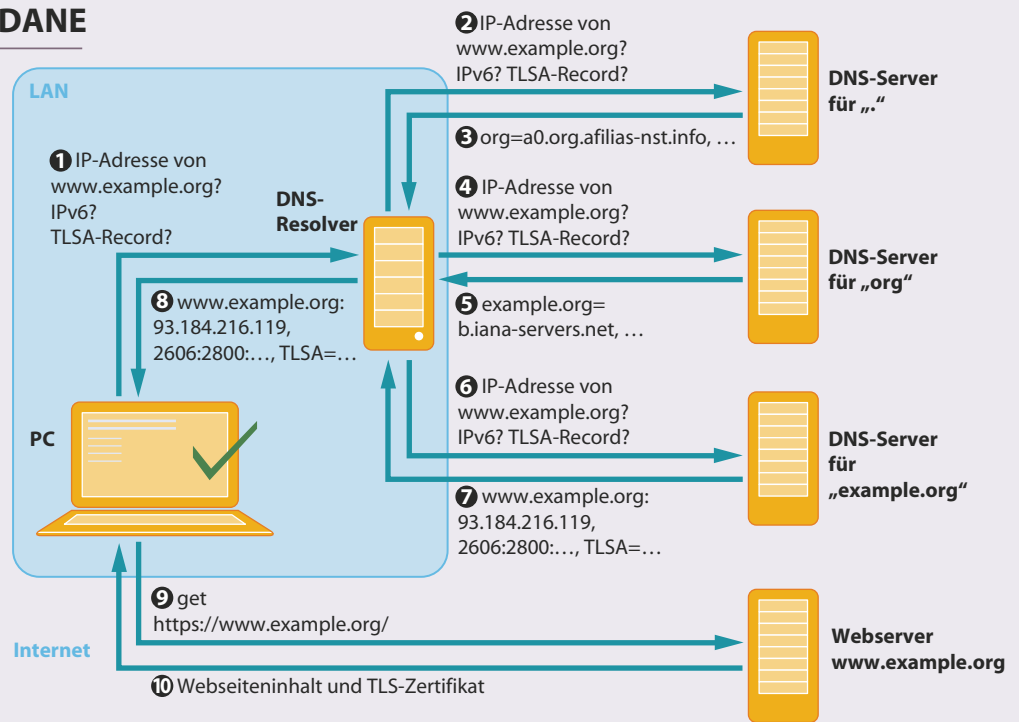 DANE
LAN
❶ IP-Adresse von
www.example.org?
IPv6?
TLSA-Record?
DNS-
Resolver
❷ IP-Adresse von
www.example.org?
IPv6? TLSA-Record?
DNS-Server
für „.“
❸ org=a0.org.afilias-nst.info, …
❹ IP-Adresse von
www.example.org?
IPv6? TLSA-Record?
DNS-Server
für „org“
❺ example.org=
b.iana-servers.net, …
❻ IP-Adresse von
www.example.org?
IPv6? TLSA-Record?
DNS-Server
für
„example.org“
❼ www.example.org:
93.184.216.119,
2606:2800:…, TLSA=…
❽ www.example.org:
93.184.216.119,
2606:2800:…, TLSA=…
PC
❾ get
https://www.example.org/
Internet
Webserver
www.example.org
❿ Webseiteninhalt und TLS-Zertifikat